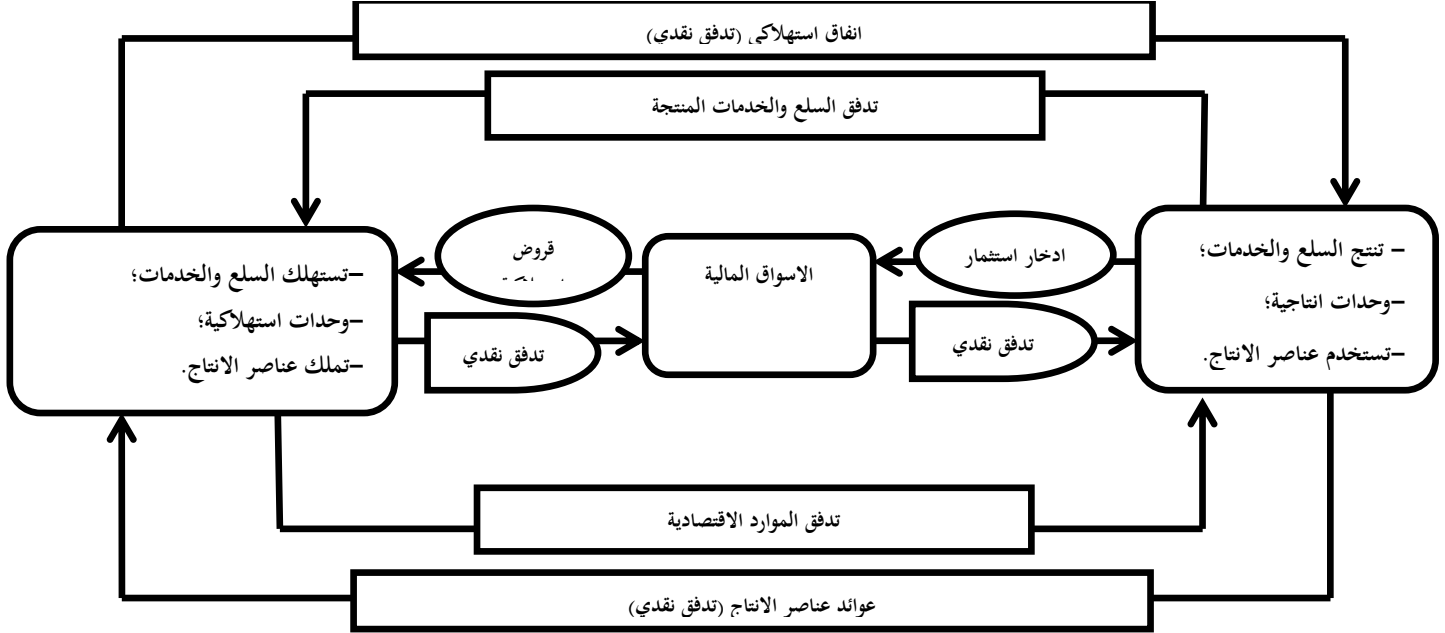 انفاق استهلاكي (تدفق نقدي)
تدفق السلع والخدمات المنتجة
– تنتج السلع والخدمات؛
–وحدات انتاجية؛
–تستخدم عناصر الانتاج.
ادخار استثمار
تدفق نقدي
الاسواق المالية
قروض
تدفق نقدي
–تستهلك السلع والخدمات؛
–وحدات استهلاكية؛
–تملك عناصر الانتاج.
تدفق الموارد الاقتصادية
عوائد عناصر الانتاج (تدفق نقدي)